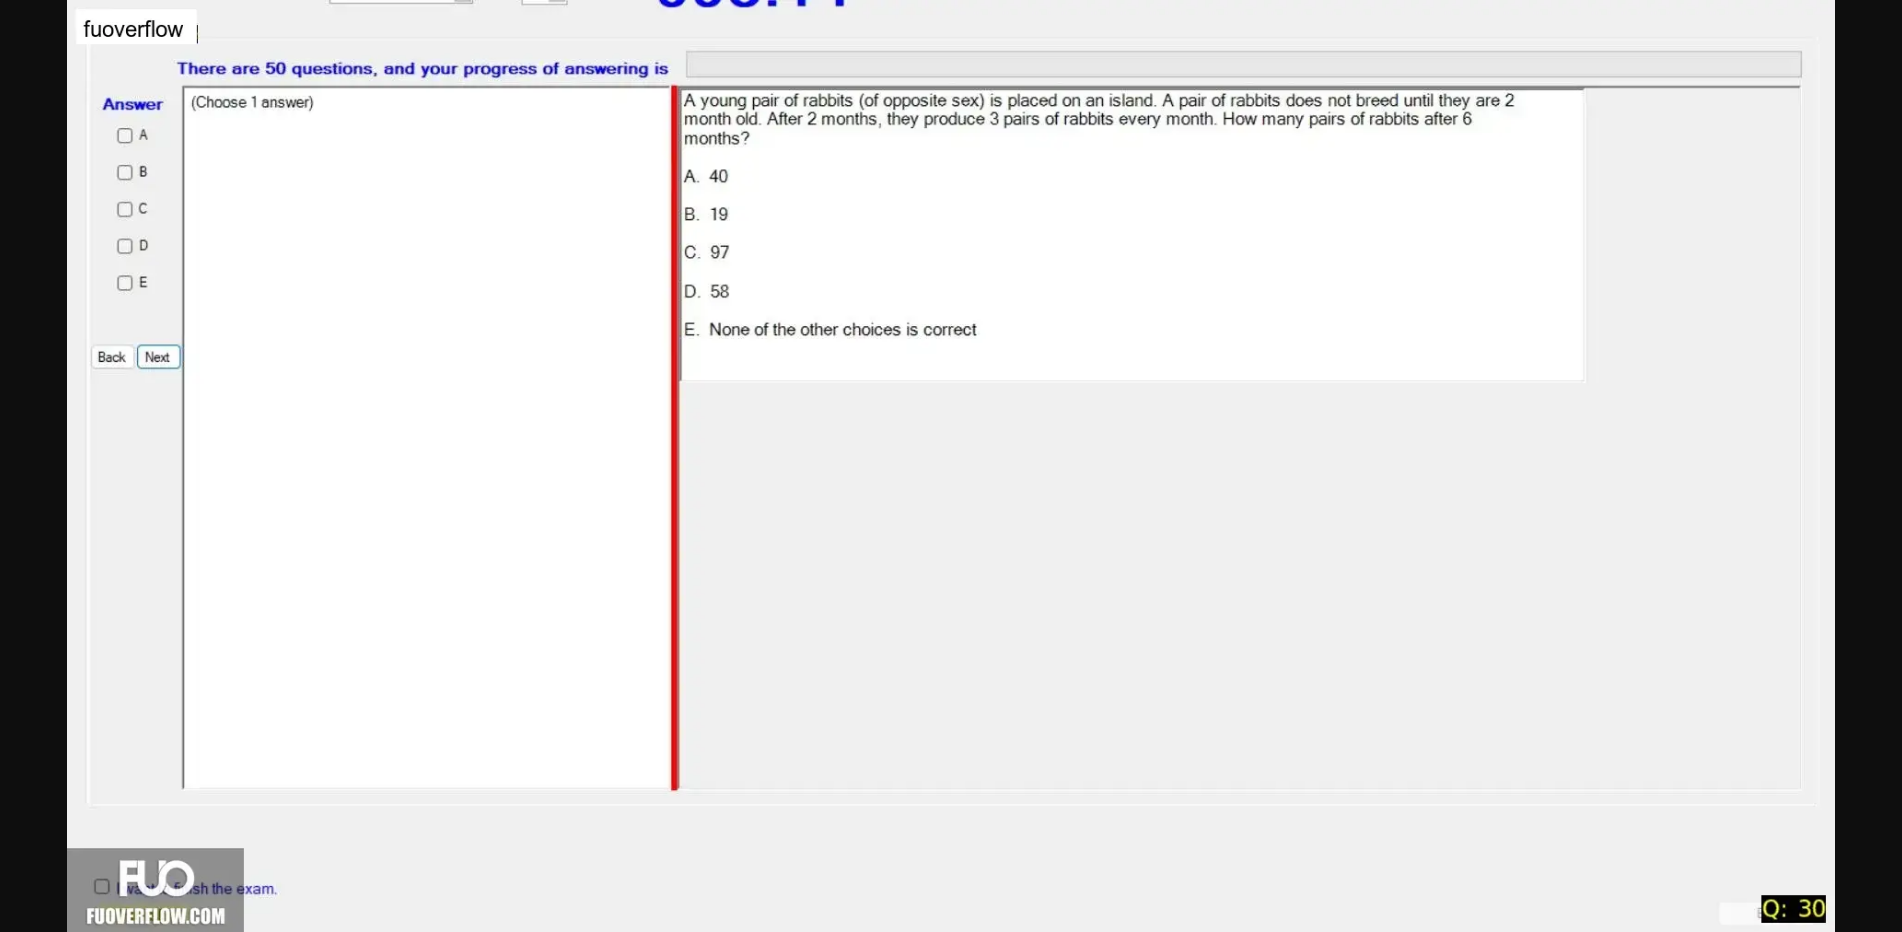 fuoverflow
There are 50 questions, and your progress of answering is
Answer
(Choose 1 answer)
A
B
C
D
E
Back
Next
A young pair of rabbits (of opposite sex) is placed on an island. A pair of rabbits does not breed until they are 2
month old. After 2 months, they produce 3 pairs of rabbits every month. How many pairs of rabbits after 6
months?
A. 40
B. 19
C. 97
D. 58
E. None of the other choices is correct
FUO
sh the exam.
FUOVERFLOW.COM
Q: 30